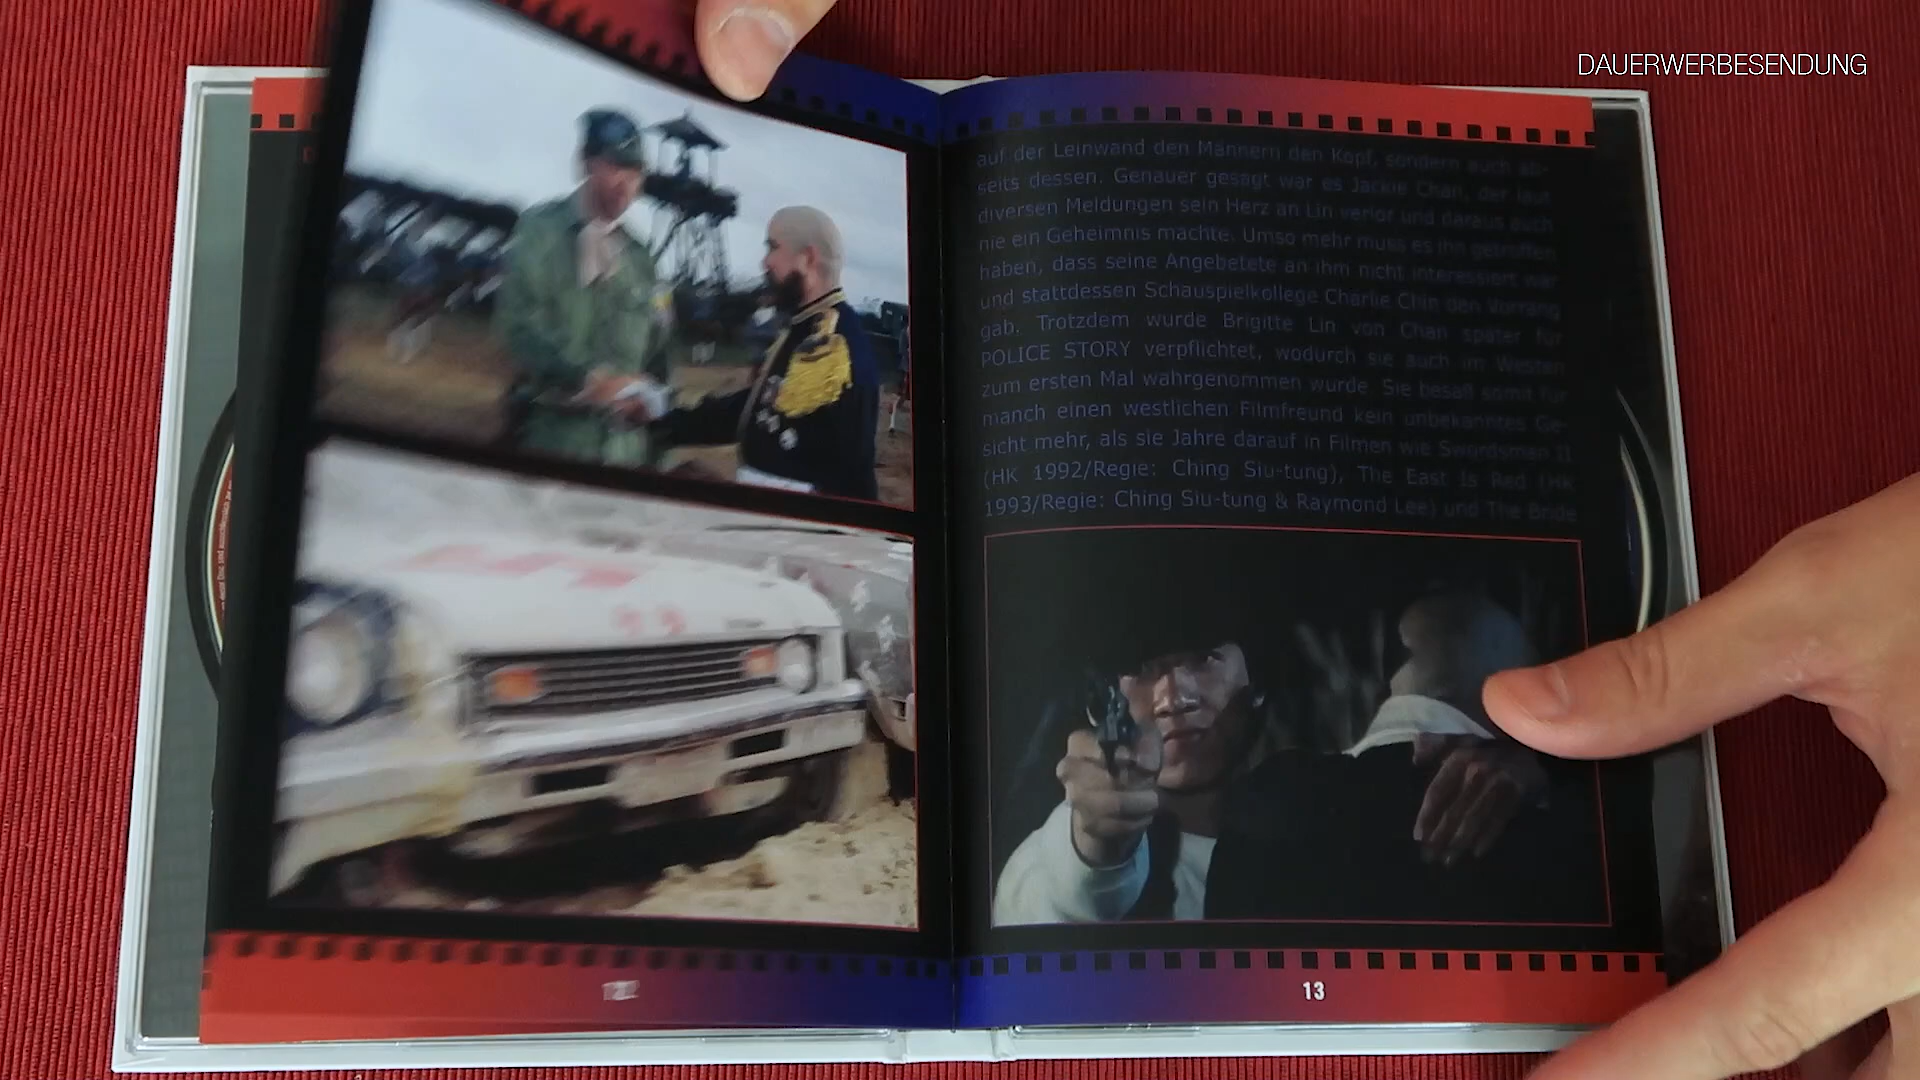 DAUERWERBESENDUNG
auf der Leinwand den Männern den Kopf, sondern auch ab-
seits dessen. Genauer gesagt war es Jackie Chan, der laut
diversen Meldungen sein Herz an Lin verlor und daraus auch
nie ein Geheimnis machte. Umso mehr muss es ihn getroffen
haben, dass seine Angebetete an ihm nicht interessiert war
und stattdessen Schauspielkollege Charlie Chin den Vorrang
gab. Trotzdem wurde Brigitte Lin von Chan später für
POLICE STORY verpflichtet, wodurch sie auch im Westen
zum ersten Mal wahrgenommen wurde. Sie besaß somit für
manch einen westlichen Filmfreund kein unbekanntes Ge-
sicht mehr, als sie Jahre darauf in Filmen wie Swordsman II
(HK 1992/Regie: Ching Siu-tung), The East Is Red (HK
1993/Regie: Ching Siu-tung & Raymond Lee) und The Bride
13